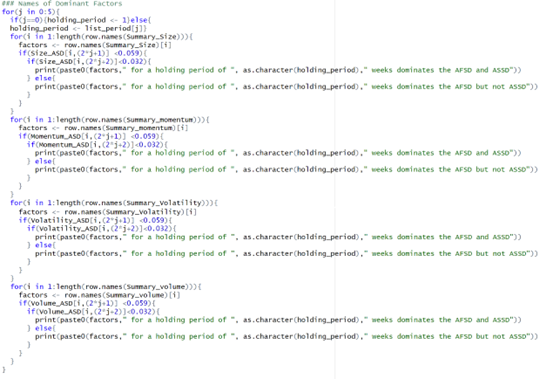 ### Names of Dominant Factors
for(j in 0:5){
  if(j==0){holding_period <- 1}else{
  holding_period <- list_period[j]}
  for(i in 1:length(row.names(Summary_Size))){
    factors <- row.names(Summary_Size)[i]
    if(Size_ASD[i,(2*j+1)] <0.059){
      if(Size_ASD[i,(2*j+2)]<0.032){
        print(paste0(factors," for a holding period of ", as.character(holding_period)," weeks dominates the AFSD and ASSD"))
      } else{
        print(paste0(factors," for a holding period of ", as.character(holding_period)," weeks dominates the AFSD but not ASSD"))
      }
    }
  }
  for(i in 1:length(row.names(Summary_momentum))){
    factors <- row.names(Summary_momentum)[i]
    if(Momentum_ASD[i,(2*j+1)] <0.059){
      if(Momentum_ASD[i,(2*j+2)]<0.032){
        print(paste0(factors," for a holding period of ", as.character(holding_period)," weeks dominates the AFSD and ASSD"))
      } else{
        print(paste0(factors," for a holding period of ", as.character(holding_period)," weeks dominates the AFSD but not ASSD"))
      }
    }
  }
  for(i in 1:length(row.names(Summary_Volatility))){
    factors <- row.names(Summary_Volatility)[i]
    if(Volatility_ASD[i,(2*j+1)] <0.059){
      if(Volatility_ASD[i,(2*j+2)]<0.032){
        print(paste0(factors," for a holding period of ", as.character(holding_period)," weeks dominates the AFSD and ASSD"))
      } else{
        print(paste0(factors," for a holding period of ", as.character(holding_period)," weeks dominates the AFSD but not ASSD"))
      }
    }
  }
  for(i in 1:length(row.names(Summary_volume))){
    factors <- row.names(Summary_volume)[i]
    if(Volume_ASD[i,(2*j+1)] <0.059){
      if(Volume_ASD[i,(2*j+2)]<0.032){
        print(paste0(factors," for a holding period of ", as.character(holding_period)," weeks dominates the AFSD and ASSD"))
      } else{
        print(paste0(factors," for a holding period of ", as.character(holding_period)," weeks dominates the AFSD but not ASSD"))
      }
    }
  }
}